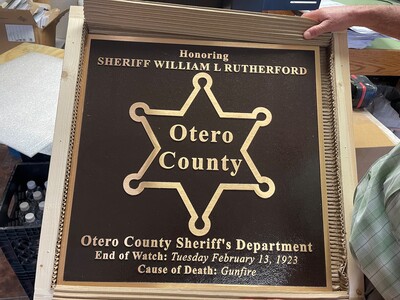 Honoring
SHERIFF WILLIAM L RUTHERFORD
Otero
County
Otero County Sheriff's Department
End of Watch: Tuesday February 13, 1923
Cause of Death: Gunfire